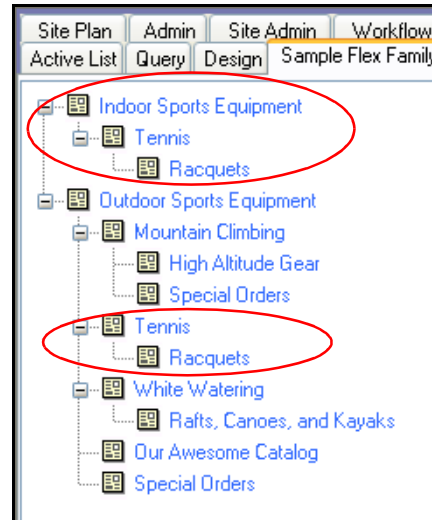 Site Plan Admin Site Admin Workflow
Active List Query Design Sample Flex Family
Indoor Sports Equipment
Tennis
Racquets
Outdoor Sports Equipment
Mountain Climbing
High Altitude Gear
Special Orders
Tennis
Racquets
White Watering
Rafts, Canoes, and Kayaks
Our Awesome Catalog
Special Orders